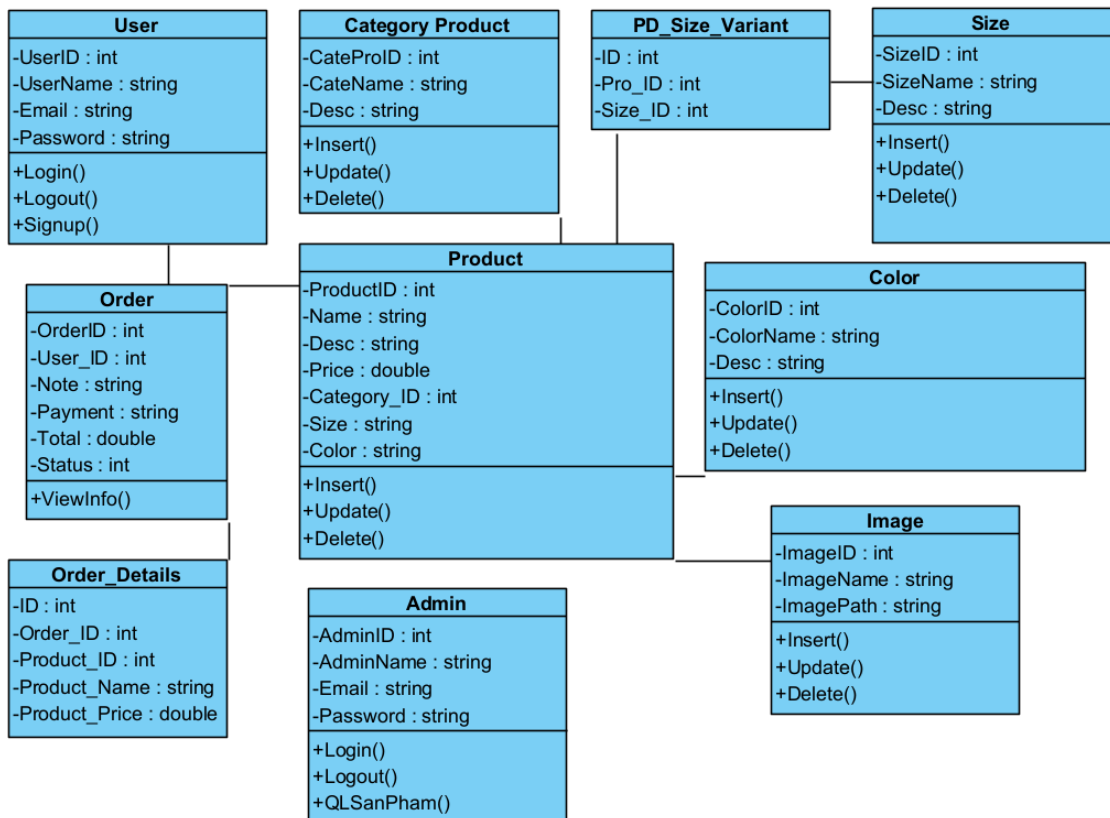 User
-UserID : int
-UserName : string
-Email : string
-Password : string
+Login()
+Logout()
+Signup()
Category Product
-CateProID : int
-CateName : string
-Desc : string
+Insert()
+Update()
+Delete()
PD_Size_Variant
-ID : int
-Pro_ID : int
-Size_ID : int
Size
-SizeID : int
-SizeName : string
-Desc : string
+Insert()
+Update()
+Delete()
Order
-OrderID : int
-User_ID : int
-Note : string
-Payment : string
-Total : double
-Status : int
+ViewInfo()
Product
-ProductID : int
-Name : string
-Desc : string
-Price : double
-Category_ID : int
-Size : string
-Color : string
+Insert()
+Update()
+Delete()
Color
-ColorID : int
-ColorName : string
-Desc : string
+Insert()
+Update()
+Delete()
Order_Details
-ID : int
-Order_ID : int
-Product_ID : int
-Product_Name : string
-Product_Price : double
Admin
-AdminID : int
-AdminName : string
-Email : string
-Password : string
+Login()
+Logout()
+QLSanPham()
Image
-ImageID : int
-ImageName : string
-ImagePath : string
+Insert()
+Update()
+Delete()